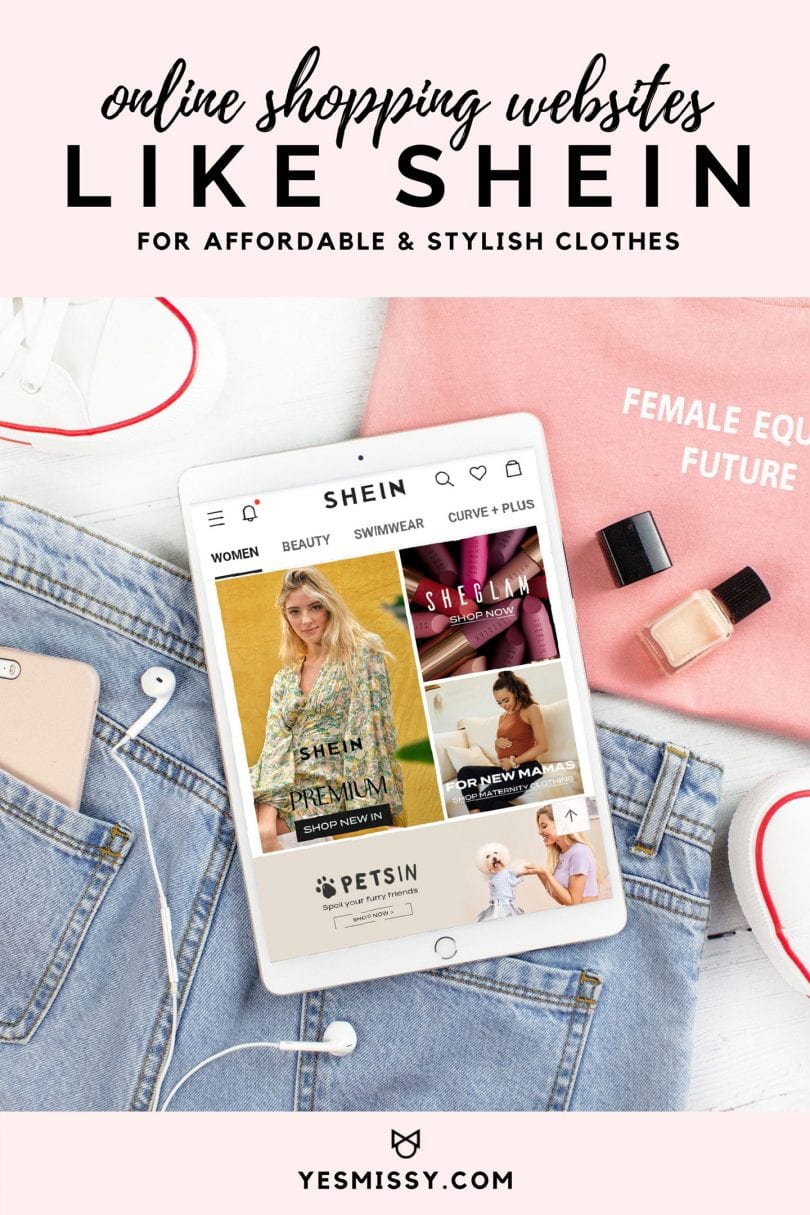 online shopping websites
LIKE SHEIN
FOR AFFORDABLE & STYLISH CLOTHES
FEMALE EQU
FUTURE
SHEIN
WOMEN BEAUTY SWIMWEAR CURVE + PLUS
SHEGLAM
SHOP NOW
SHEIN
PREMIUM
SHOP NEW IN
FOR NEW MAMAS
SHOP MATERNITY CLOTHING
PETSIN
Spoil your furry friends
SHOP NOW >
YESMISSY.COM